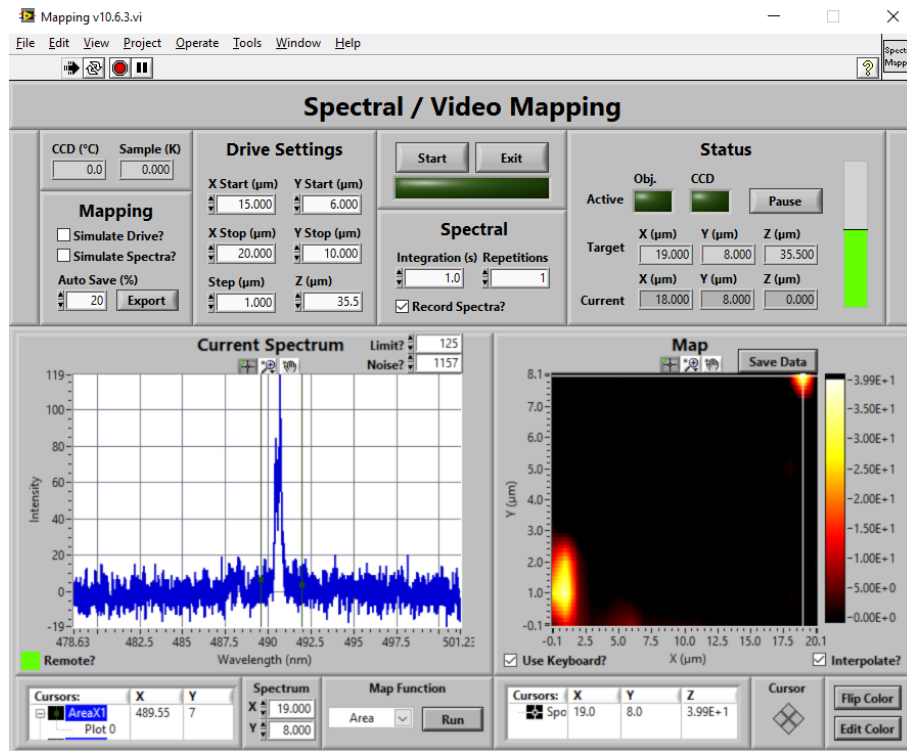 Mapping v10.6.3.vi
File Edit View Project Operate Tools Window Help
Spectral / Video Mapping
CCD (°C) Sample (K)
0.0 0.000
Mapping
Simulate Drive?
Simulate Spectra?
Auto Save (%)
20 Export
Drive Settings
X Start (µm) Y Start (µm)
15.000 6.000
X Stop (µm) Y Stop (µm)
20.000 10.000
Step (µm) Z (µm)
1.000 35.5
Start Exit
Spectral
Integration (s) Repetitions
1.0 1
Record Spectra?
Status
Obj. CCD
Active Pause
X (µm) Y (µm) Z (µm)
Target 19.000 8.000 35.500
X (µm) Y (µm) Z (µm)
Current 18.000 8.000 0.000
Current Spectrum
Limit? 125
Noise? 1157
119
100
80
60
40
20
0
-19
Intensity
478.63 482.5 485 487.5 490 492.5 495 497.5 501.23
Wavelength (nm)
Remote?
Map
Save Data
8.1
7.0
6.0
5.0
4.0
3.0
2.0
1.0
-0.1
Y (µm)
-0.1 2.5 5.0 7.5 10.0 12.5 15.0 17.5 20.1
X (µm)
3.99E+1
3.50E+1
3.00E+1
2.50E+1
2.00E+1
1.50E+1
1.00E+1
5.00E+0
0.00E+0
Use Keyboard?
Interpolate?
Cursors: X Y
AreaX1 489.55 7
Plot 0
Spectrum
X 19.000
Y 8.000
Map Function
Area Run
Cursors: X Y Z
Spo 19.0 8.0 3.99E+1
Cursor
Flip Color
Edit Color